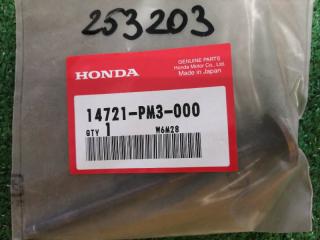 253203
HONDA
GENUINE PARTS
Honda Motor Co., Ltd.
Made in Japan
14721-PM3-000
QTY 1 W6M28